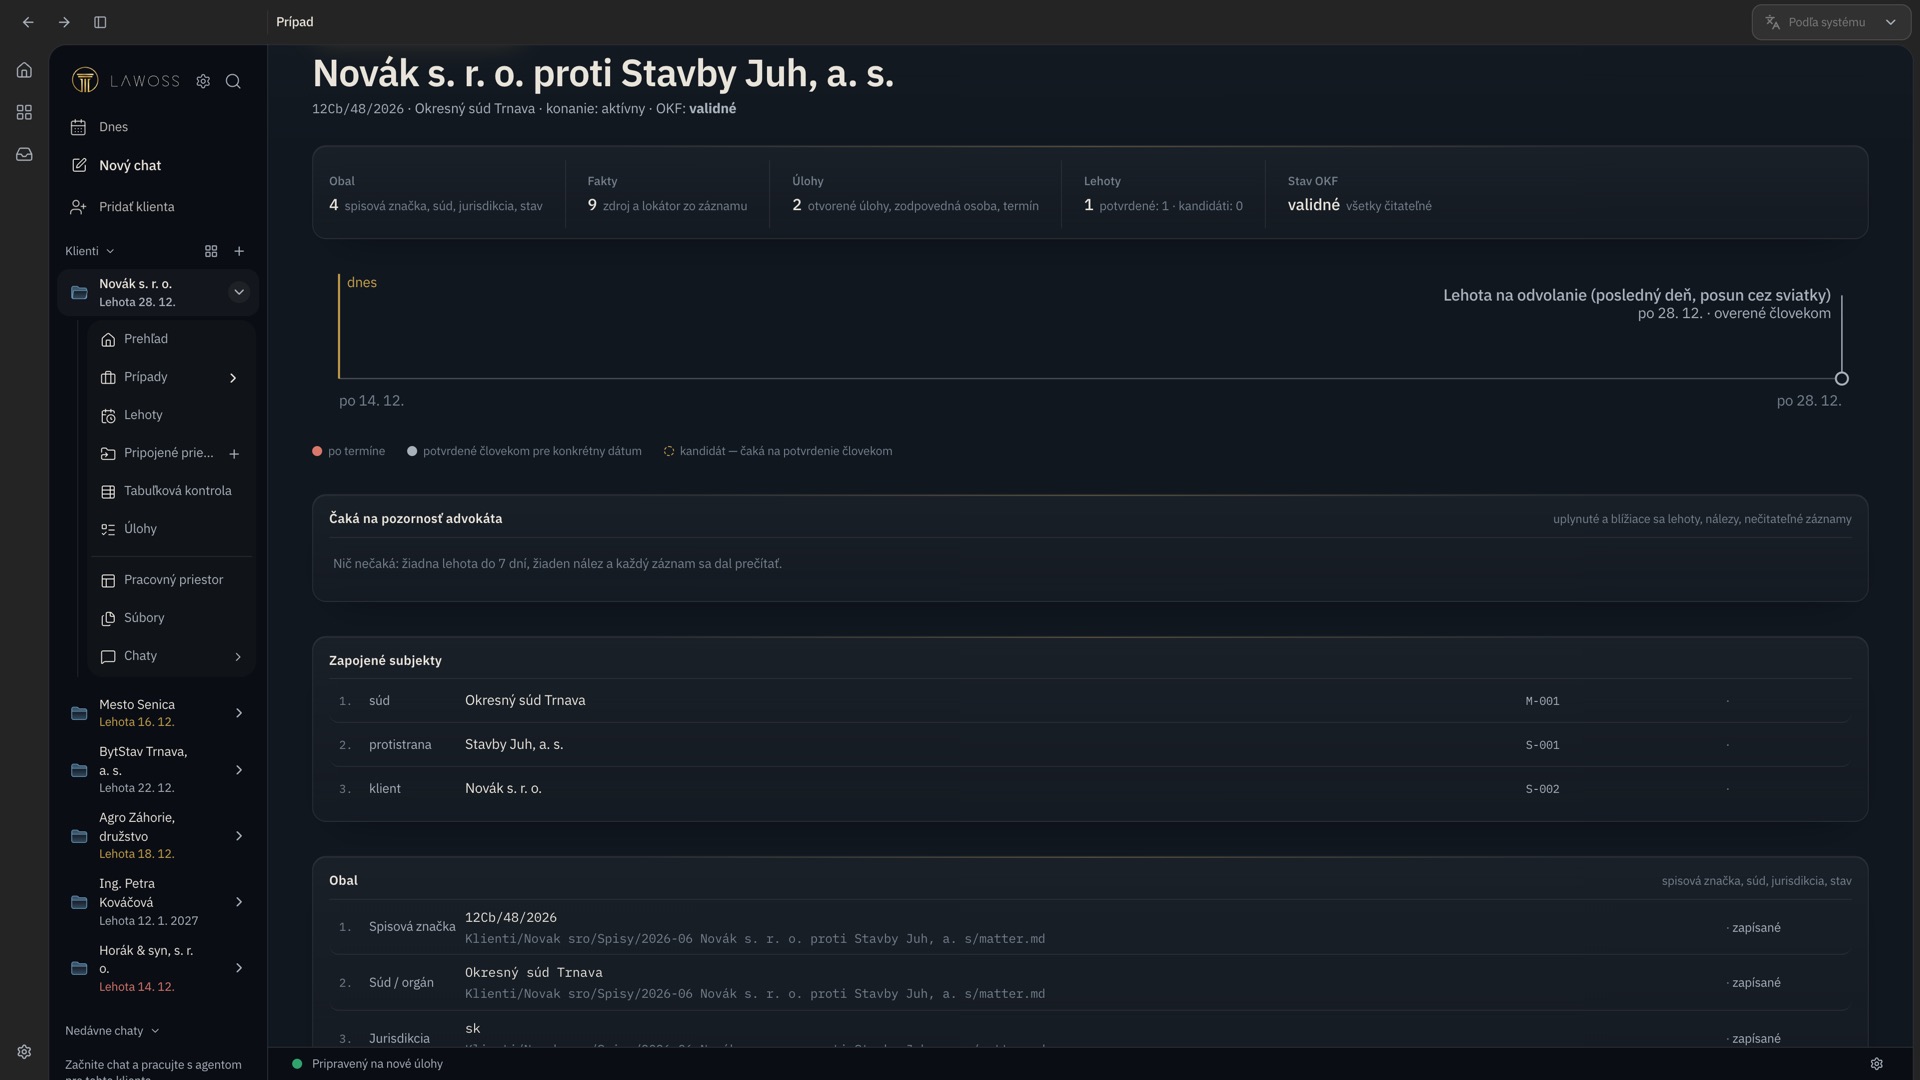 Prípad
Podľa systému
LAWOSS
Dnes
Nový chat
Pridať klienta
Klienti
Novák s. r. o.
Lehota 28. 12.
Prehľad
Prípady
Lehoty
Pripojené prie...
Tabuľková kontrola
Úlohy
Pracovný priestor
Súbory
Chaty
Mesto Senica
Lehota 16. 12.
BytStav Trnava,
a. s.
Lehota 22. 12.
Agro Záhorie,
družstvo
Lehota 18. 12.
Ing. Petra
Kováčová
Lehota 12. 1. 2027
Horák & syn, s. r.
o.
Lehota 14. 12.
Nedávne chaty
Začnite chat a pracujte s agentom
Novák s. r. o. proti Stavby Juh, a. s.
12Cb/48/2026 · Okresný súd Trnava · konanie: aktívny · OKF: validné
Obal
4 spisová značka, súd, jurisdikcia, stav
Fakty
9 zdroj a lokátor zo záznamu
Úlohy
2 otvorené úlohy, zodpovedná osoba, termín
Lehoty
1 potvrdené: 1 · kandidáti: 0
Stav OKF
validné všetky čitateľné
dnes
Lehota na odvolanie (posledný deň, posun cez sviatky)
po 28. 12. · overené človekom
po 14. 12.
po 28. 12.
po termíne
potvrdené človekom pre konkrétny dátum
kandidát — čaká na potvrdenie človekom
Čaká na pozornosť advokáta
uplynuté a blížiace sa lehoty, nálezy, nečitateľné záznamy
Nič nečaká: žiadna lehota do 7 dní, žiaden nález a každý záznam sa dal prečítať.
Zapojené subjekty
1. súd Okresný súd Trnava M-001 ·
2. protistrana Stavby Juh, a. s. S-001 ·
3. klient Novák s. r. o. S-002 ·
Obal
spisová značka, súd, jurisdikcia, stav
1. Spisová značka 12Cb/48/2026 · zapísané
Klienti/Novak sro/Spisy/2026-06 Novák s. r. o. proti Stavby Juh, a. s/matter.md
2. Súd / orgán Okresný súd Trnava · zapísané
Klienti/Novak sro/Spisy/2026-06 Novák s. r. o. proti Stavby Juh, a. s/matter.md
3. Jurisdikcia sk · zapísané
Pripravený na nové úlohy